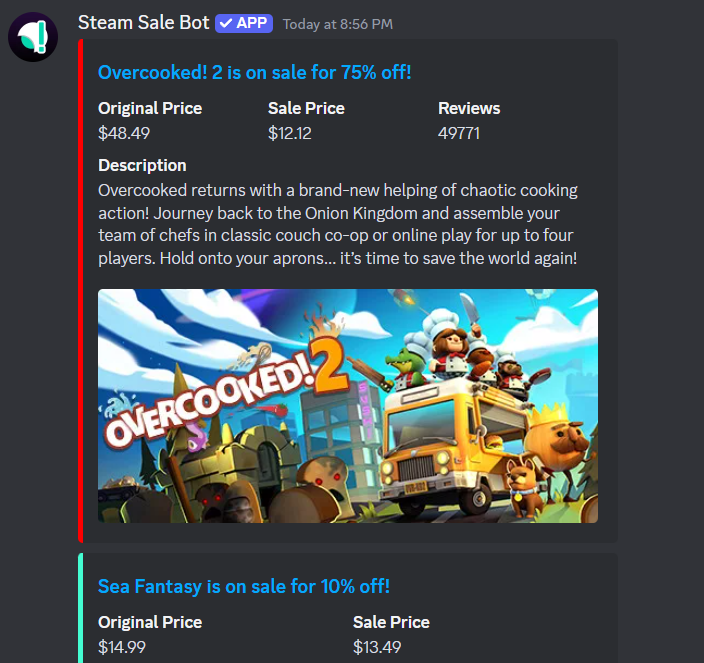 Steam Sale Bot ✓ APP Today at 8:56 PM
Overcooked! 2 is on sale for 75% off!
Original Price Sale Price Reviews
$48.49 $12.12 49771
Description
Overcooked returns with a brand-new helping of chaotic cooking
action! Journey back to the Onion Kingdom and assemble your
team of chefs in classic couch co-op or online play for up to four
players. Hold onto your aprons… it’s time to save the world again!
OVERCOOKED! 2
Sea Fantasy is on sale for 10% off!
Original Price Sale Price
$14.99 $13.49